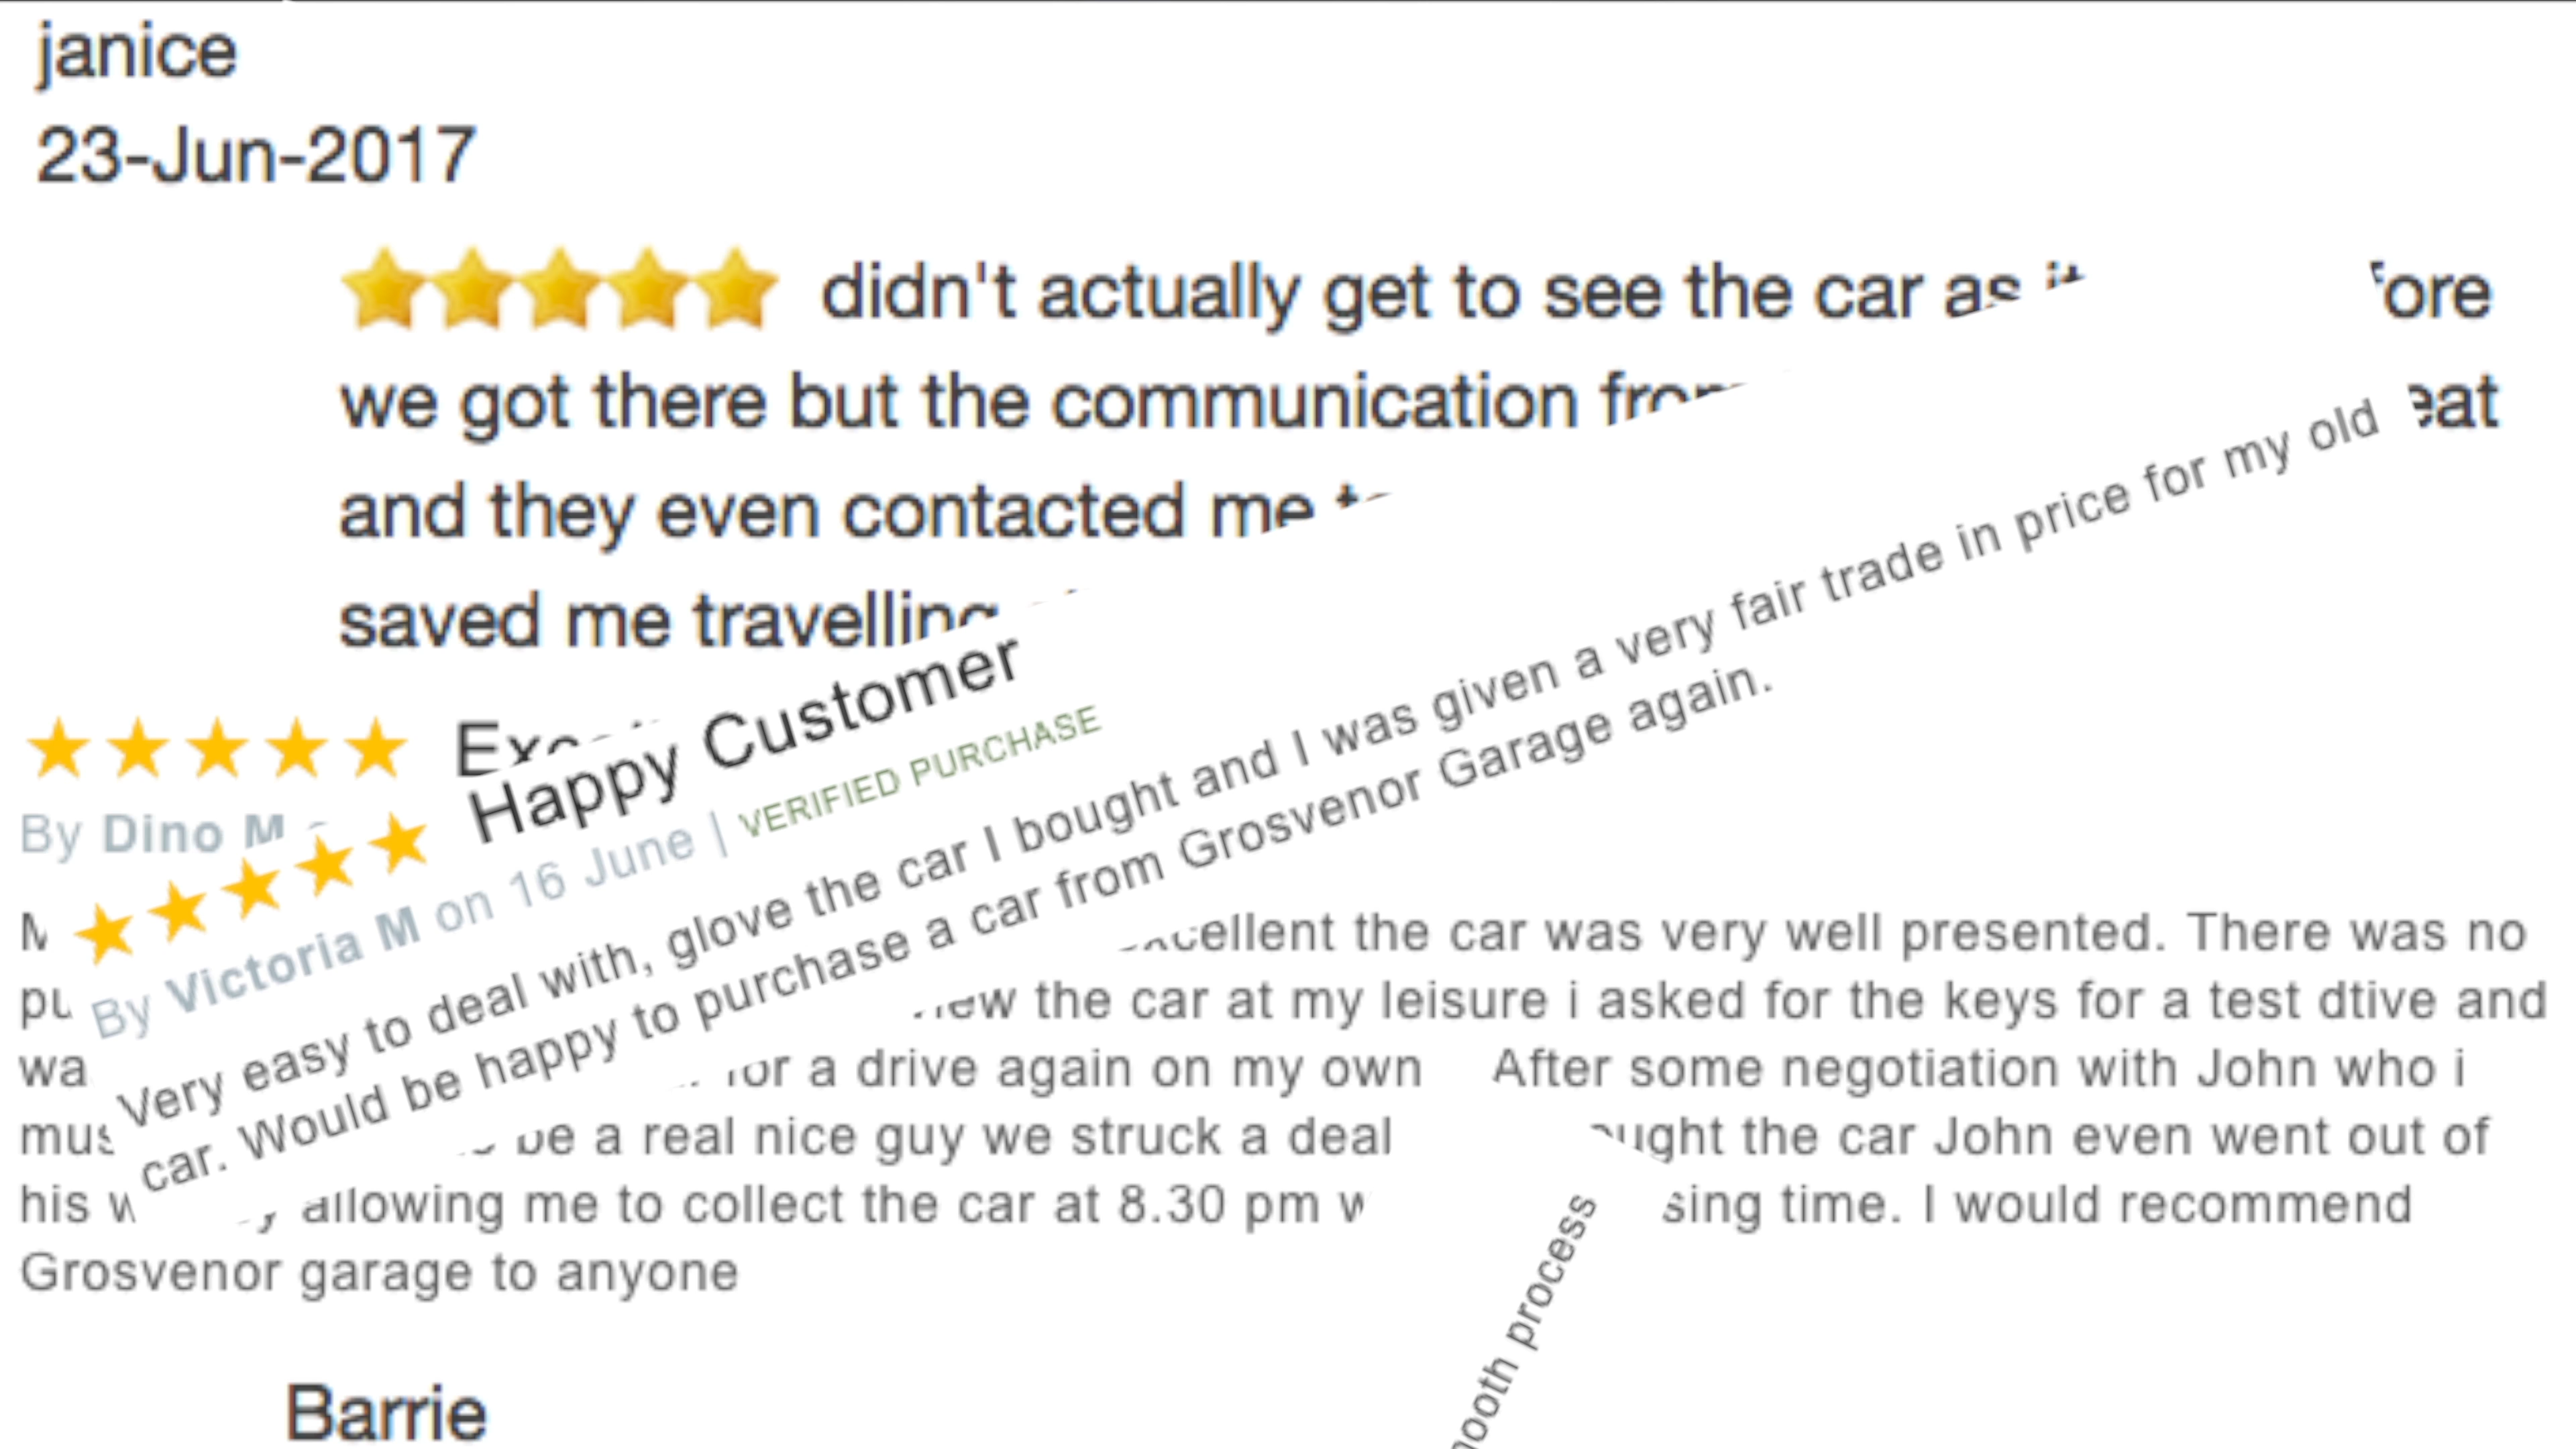 janice
23-Jun-2017
didn't actually get to see the car as it
we got there but the communication
and they even contacted me
saved me travelling
Happy Customer
By Dino M
By Victoria M on 16 June | VERIFIED PURCHASE
Very easy to deal with, glove the car I bought and I was given a very fair trade in price for my old
car. Would be happy to purchase a car from Grosvenor Garage again.
excellent the car was very well presented. There was no
the car at my leisure i asked for the keys for a test dtive and
for a drive again on my own After some negotiation with John who i
be a real nice guy we struck a deal the car John even went out of
his allowing me to collect the car at 8.30 pm time. I would recommend
Grosvenor garage to anyone
process
Barrie